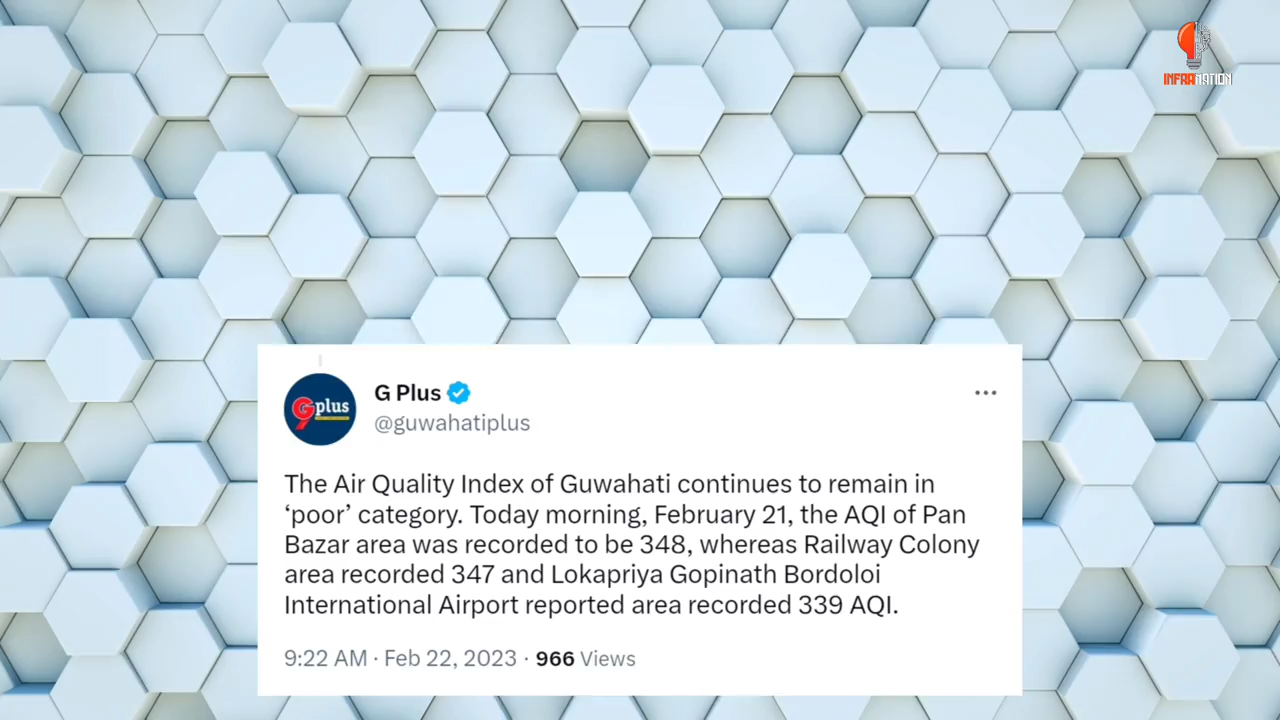 INFRANATION
Gplus
G Plus
@guwahatiplus
The Air Quality Index of Guwahati continues to remain in
‘poor’ category. Today morning, February 21, the AQI of Pan
Bazar area was recorded to be 348, whereas Railway Colony
area recorded 347 and Lokapriya Gopinath Bordoloi
International Airport reported area recorded 339 AQI.
9:22 AM · Feb 22, 2023 · 966 Views